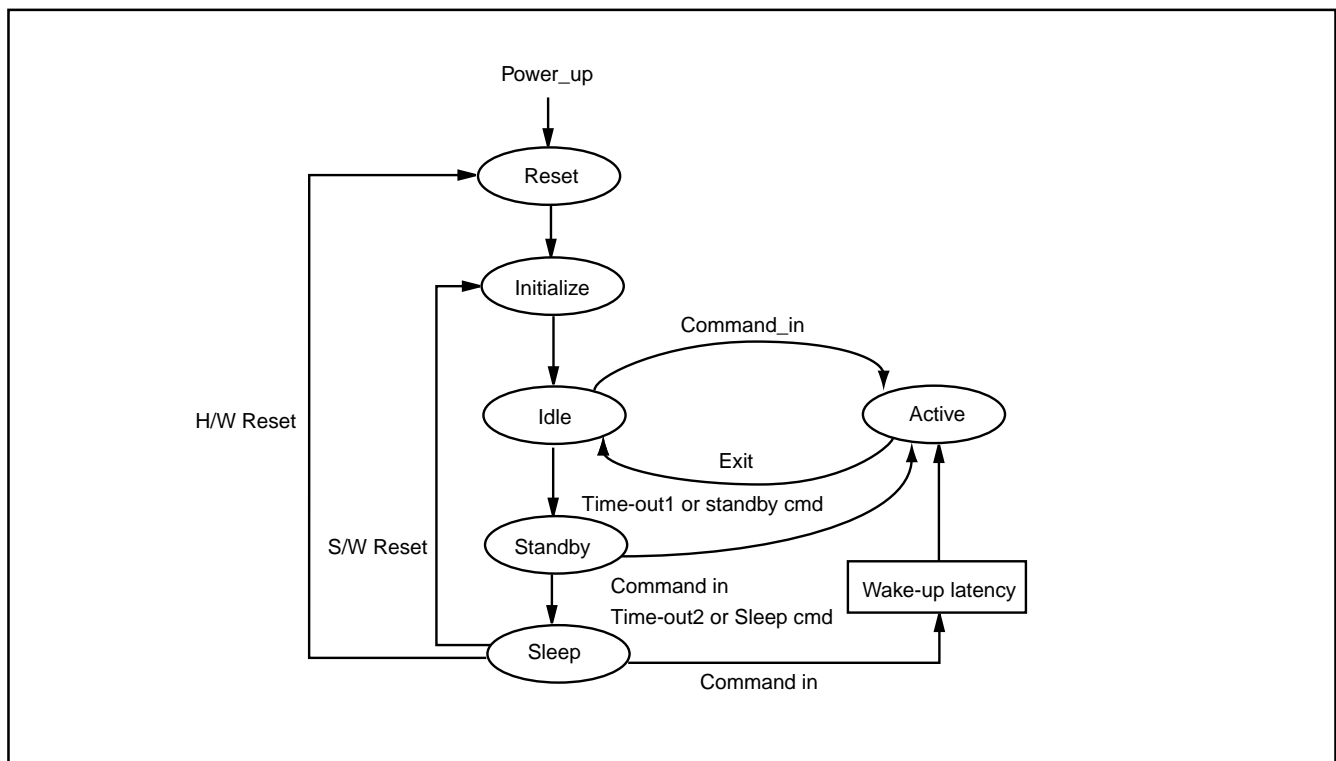 Power_up
Reset
Initialize
Command_in
Idle
Active
H/W Reset
Exit
Time-out1 or standby cmd
Standby
S/W Reset
Command in
Wake-up latency
Time-out2 or Sleep cmd
Sleep
Command in